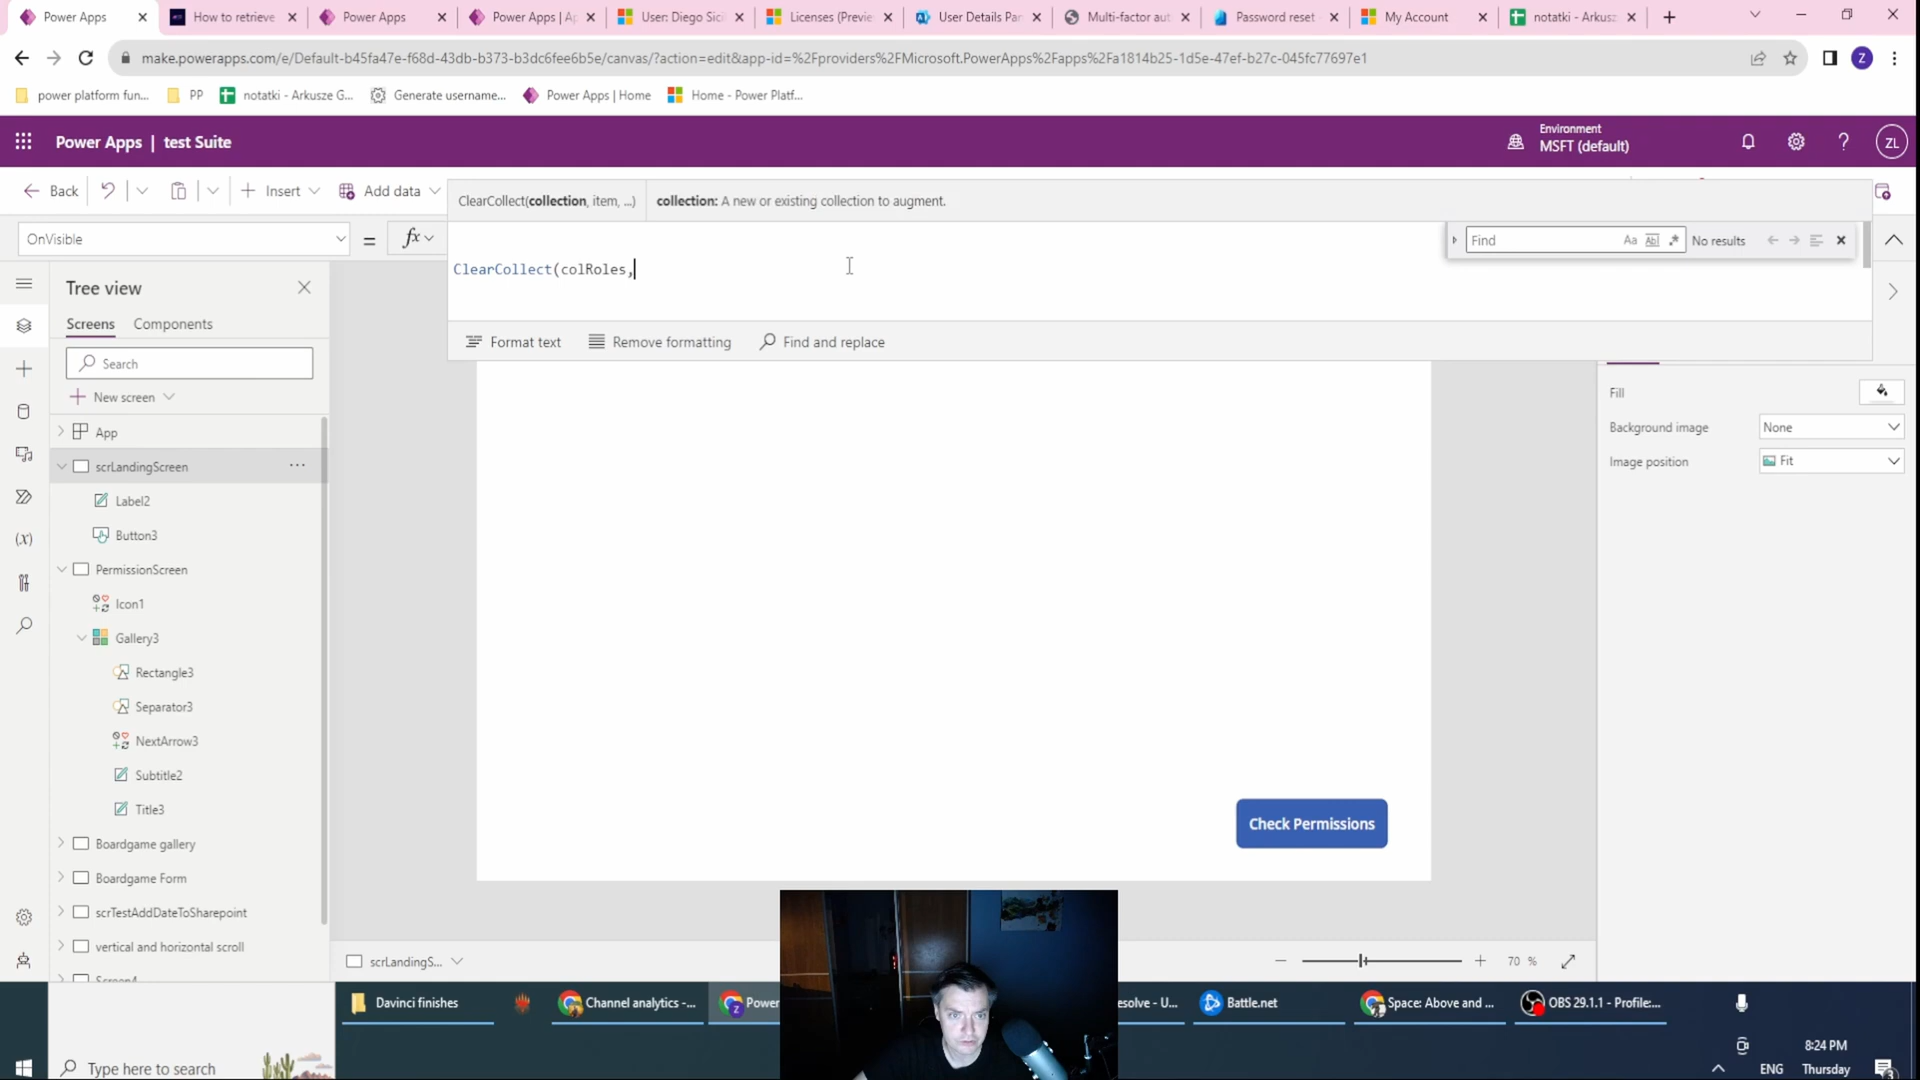 Power Apps
How to retrieve
Power Apps
Power Apps | Ap
User: Diego Sici
Licenses (Previe
User Details Pan
Multi-factor aut
Password reset -
My Account
notatki - Arkusz
make.powerapps.com/e/Default-b45fa47e-f68d-43db-b373-b3dc6fee6b5e/canvas/?action=edit&app-id=%2Fproviders%2FMicrosoft.PowerApps%2Fapps%2Fa1814b25-1d5e-47ef-b27c-045fc77697e1
Z
power platform fun...
PP
notatki - Arkusze G...
Generate username...
Power Apps | Home
Home - Power Platf...
Power Apps | test Suite
Environment
MSFT (default)
ZL
Back
Insert
Add data
ClearCollect(collection, item, ...)
collection: A new or existing collection to augment.
OnVisible
= fx
Find
Aa
Abl
No results
ClearCollect(colRoles,
Format text
Remove formatting
Find and replace
Tree view
Screens
Components
Search
New screen
App
scrLandingScreen
Label2
Button3
PermissionScreen
Icon1
Gallery3
Rectangle3
Separator3
NextArrow3
Subtitle2
Title3
Boardgame gallery
Boardgame Form
scrTestAddDateToSharepoint
vertical and horizontal scroll
Screen4
Fill
Background image
None
Image position
Fit
Check Permissions
scrLandingS...
70 %
Davinci finishes
Channel analytics -...
Power
esolve - U...
Battle.net
Space: Above and ...
OBS 29.1.1 - Profile:...
Type here to search
8:24 PM
ENG
Thursday
3